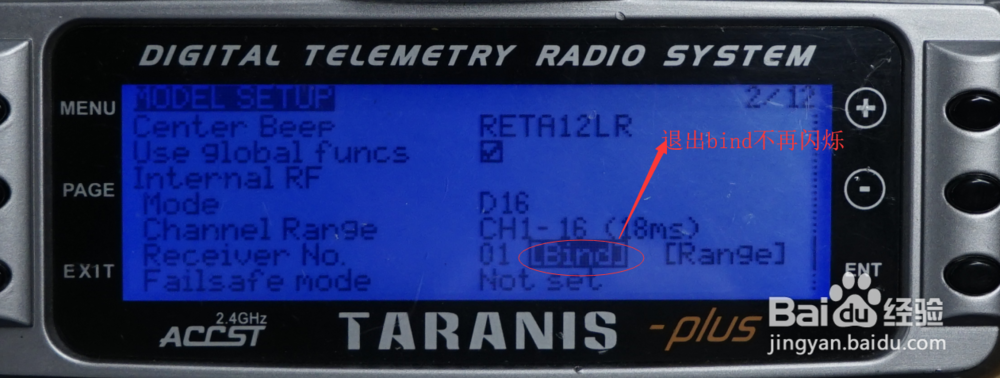 DIGITAL TELEMETRY RADIO SYSTEM
MENU
PAGE
EXIT
MODEL SETUP 2/12
Center Beep RETA12LR
Use global funcs
Internal RF
Mode D16
Channel Range CH1-16 (18ms)
Receiver No. 01 [Bind] [Range]
Failsafe mode Not set
退出bind不再闪烁
+
-
ENT
2.4GHz
ACCST
TARANIS -plus
Baidu 经验
jingyan.baidu.com